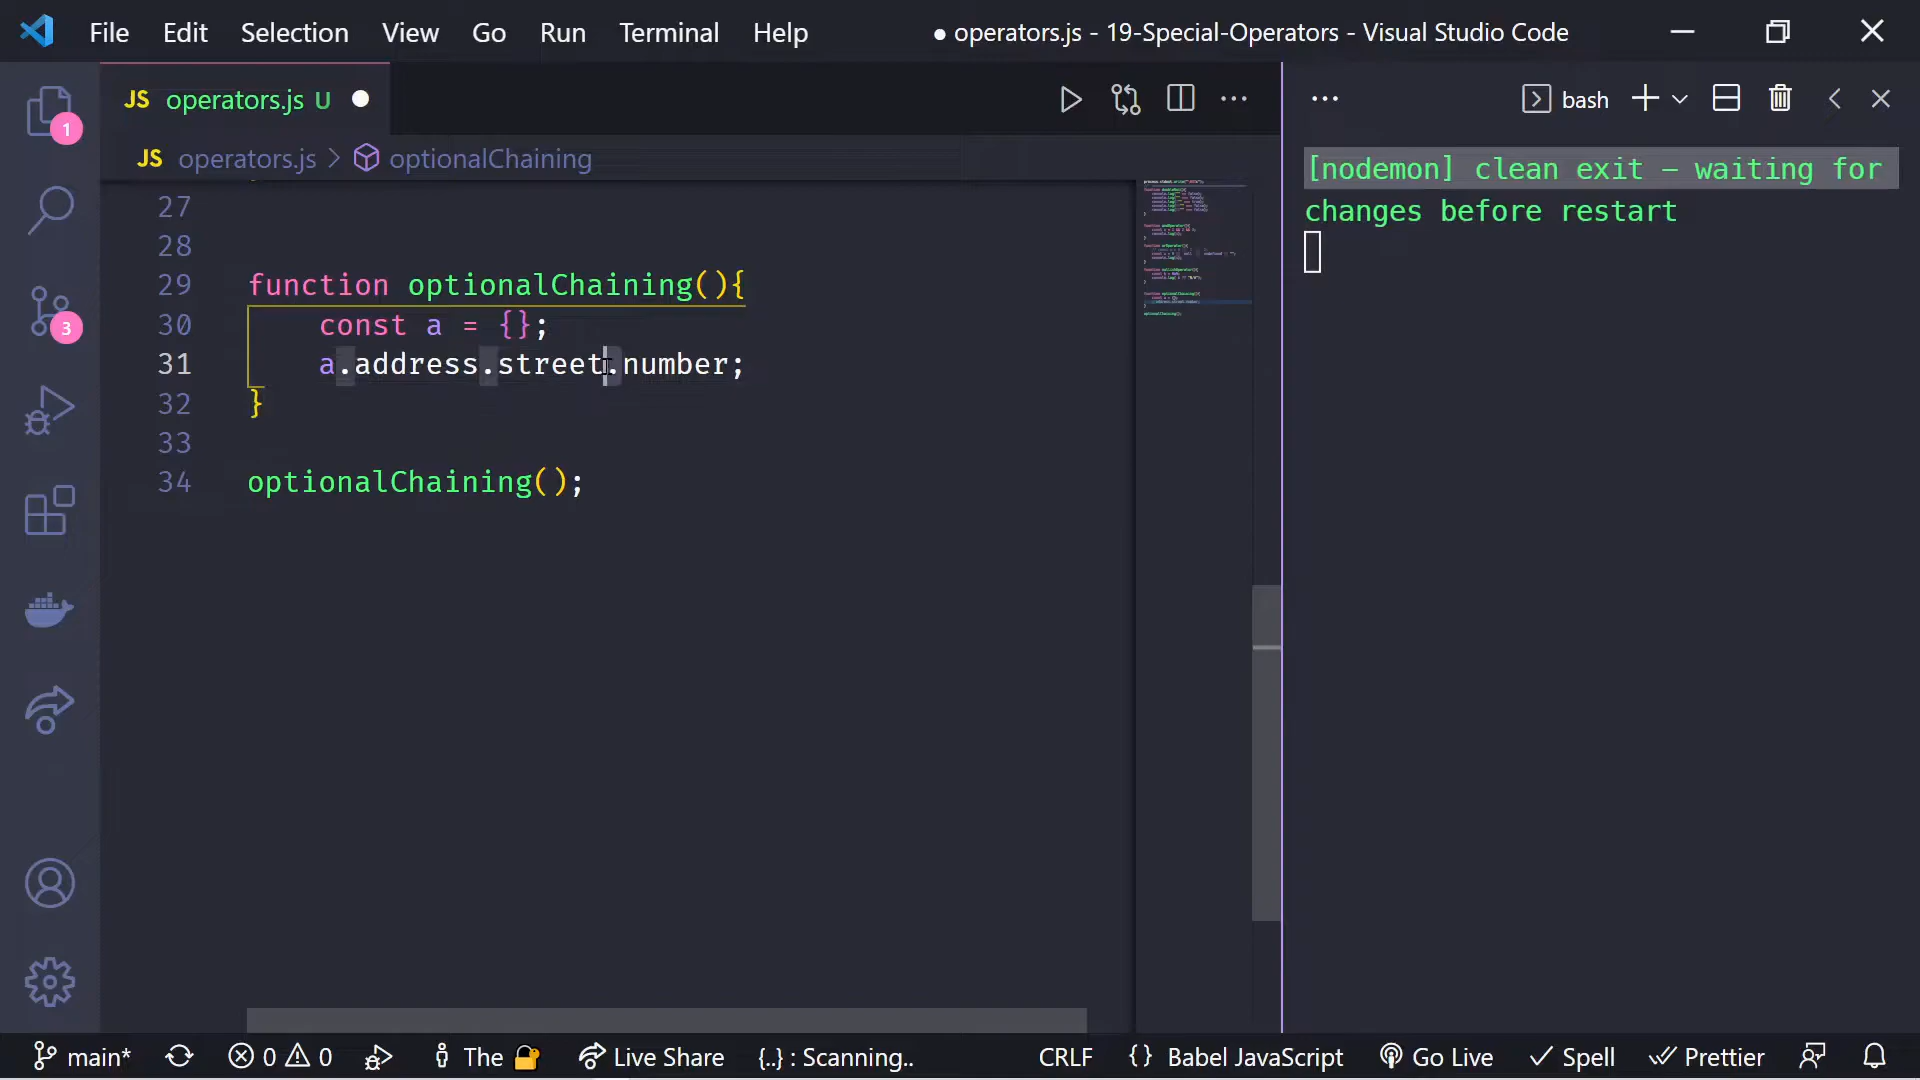 File Edit Selection View Go Run Terminal Help ● operators.js - 19-Special-Operators - Visual Studio Code
JS operators.js U
bash
JS operators.js > optionalChaining
27
28
29 function optionalChaining(){
30 const a = {};
31 a.address.street.number;
32 }
33
34 optionalChaining();
[nodemon] clean exit – waiting for
changes before restart
1
3
main* 0 0 The Live Share {..} : Scanning.. CRLF {} Babel JavaScript Go Live Spell Prettier